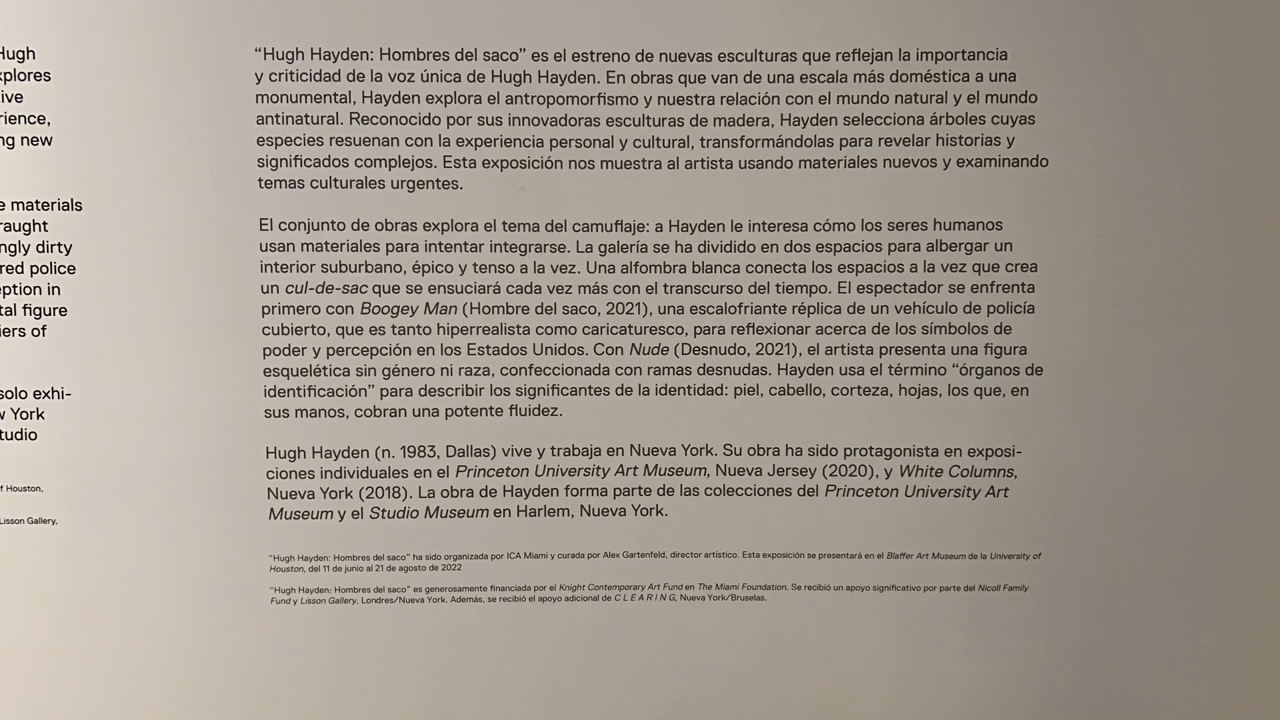 Hugh
xplores
ive
rience,
ng new
e materials
raught
ngly dirty
red police
eption in
tal figure
iers of
solo exhi-
w York
tudio
f Houston,
Lisson Gallery,
“Hugh Hayden: Hombres del saco” es el estreno de nuevas esculturas que reflejan la importancia
y criticidad de la voz única de Hugh Hayden. En obras que van de una escala más doméstica a una
monumental, Hayden explora el antropomorfismo y nuestra relación con el mundo natural y el mundo
antinatural. Reconocido por sus innovadoras esculturas de madera, Hayden selecciona árboles cuyas
especies resuenan con la experiencia personal y cultural, transformándolas para revelar historias y
significados complejos. Esta exposición nos muestra al artista usando materiales nuevos y examinando
temas culturales urgentes.
El conjunto de obras explora el tema del camuflaje: a Hayden le interesa cómo los seres humanos
usan materiales para intentar integrarse. La galería se ha dividido en dos espacios para albergar un
interior suburbano, épico y tenso a la vez. Una alfombra blanca conecta los espacios a la vez que crea
un cul-de-sac que se ensuciará cada vez más con el transcurso del tiempo. El espectador se enfrenta
primero con Boogey Man (Hombre del saco, 2021), una escalofriante réplica de un vehículo de policía
cubierto, que es tanto hiperrealista como caricaturesco, para reflexionar acerca de los símbolos de
poder y percepción en los Estados Unidos. Con Nude (Desnudo, 2021), el artista presenta una figura
esquelética sin género ni raza, confeccionada con ramas desnudas. Hayden usa el término “órganos de
identificación” para describir los significantes de la identidad: piel, cabello, corteza, hojas, los que, en
sus manos, cobran una potente fluidez.
Hugh Hayden (n. 1983, Dallas) vive y trabaja en Nueva York. Su obra ha sido protagonista en exposi-
ciones individuales en el Princeton University Art Museum, Nueva Jersey (2020), y White Columns,
Nueva York (2018). La obra de Hayden forma parte de las colecciones del Princeton University Art
Museum y el Studio Museum en Harlem, Nueva York.
“Hugh Hayden: Hombres del saco” ha sido organizada por ICA Miami y curada por Alex Gartenfeld, director artístico. Esta exposición se presentará en el Blaffer Art Museum de la University of
Houston, del 11 de junio al 21 de agosto de 2022
“Hugh Hayden: Hombres del saco” es generosamente financiada por el Knight Contemporary Art Fund en The Miami Foundation. Se recibió un apoyo significativo por parte del Nicoll Family
Fund y Lisson Gallery, Londres/Nueva York. Además, se recibió el apoyo adicional de C L E A R I N G, Nueva York/Bruselas.